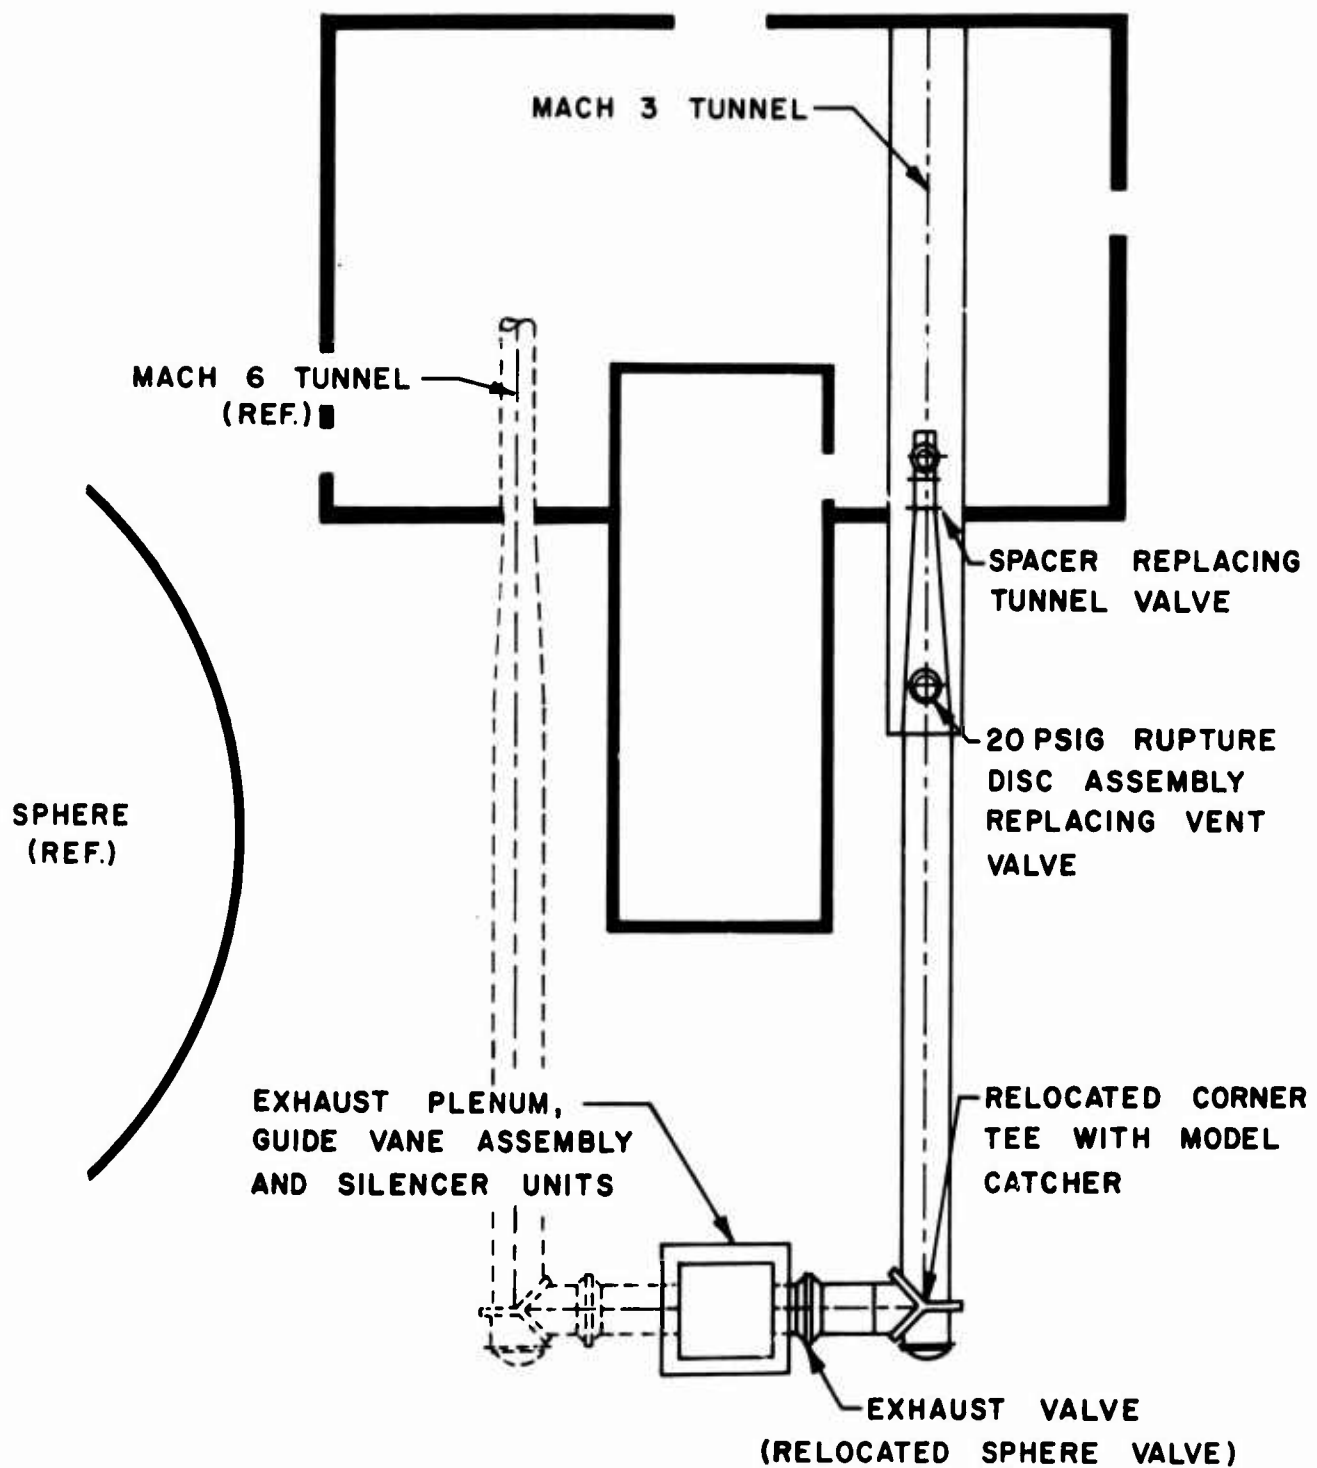 MACH 3 TUNNEL
MACH 6 TUNNEL
(REF.)
SPACER REPLACING
TUNNEL VALVE
20 PSIG RUPTURE
DISC ASSEMBLY
REPLACING VENT
VALVE
SPHERE
(REF.)
EXHAUST PLENUM,
GUIDE VANE ASSEMBLY
AND SILENCER UNITS
RELOCATED CORNER
TEE WITH MODEL
CATCHER
EXHAUST VALVE
(RELOCATED SPHERE VALVE)